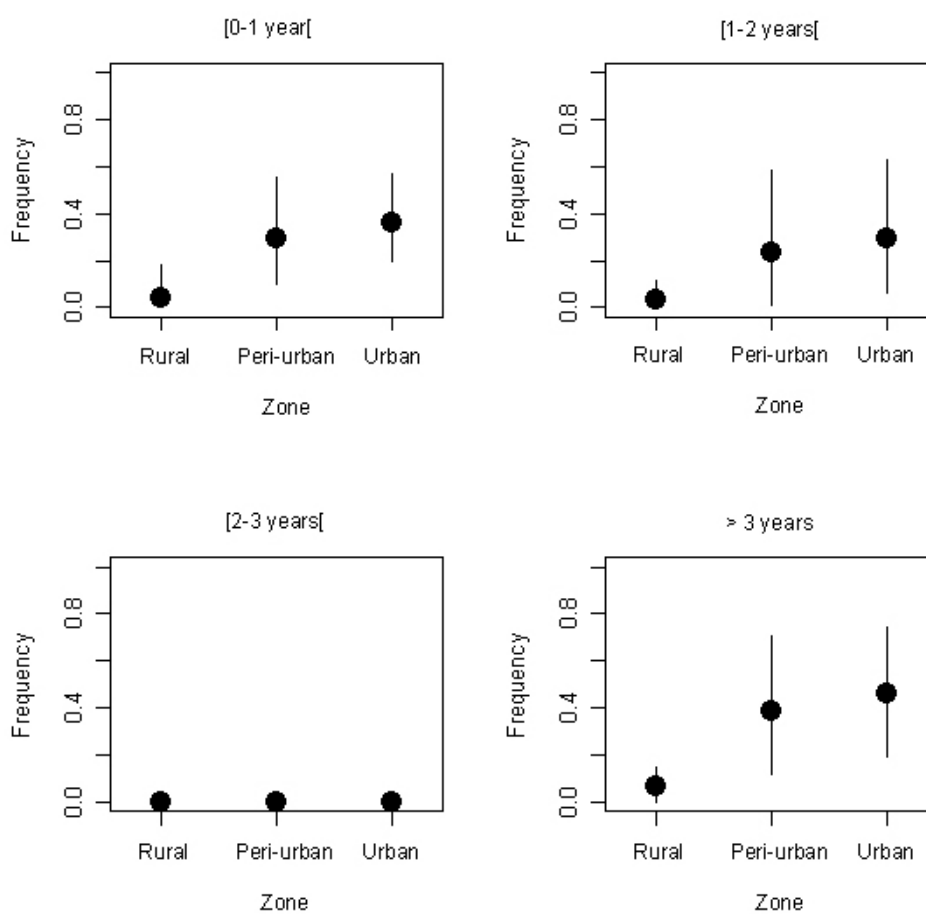 [0-1 year[
Frequency
0.8
0.4
0.0
Rural Peri-urban Urban
Zone
[1-2 years[
Frequency
0.8
0.4
0.0
Rural Peri-urban Urban
Zone
[2-3 years[
Frequency
0.8
0.4
0.0
Rural Peri-urban Urban
Zone
> 3 years
Frequency
0.8
0.4
0.0
Rural Peri-urban Urban
Zone